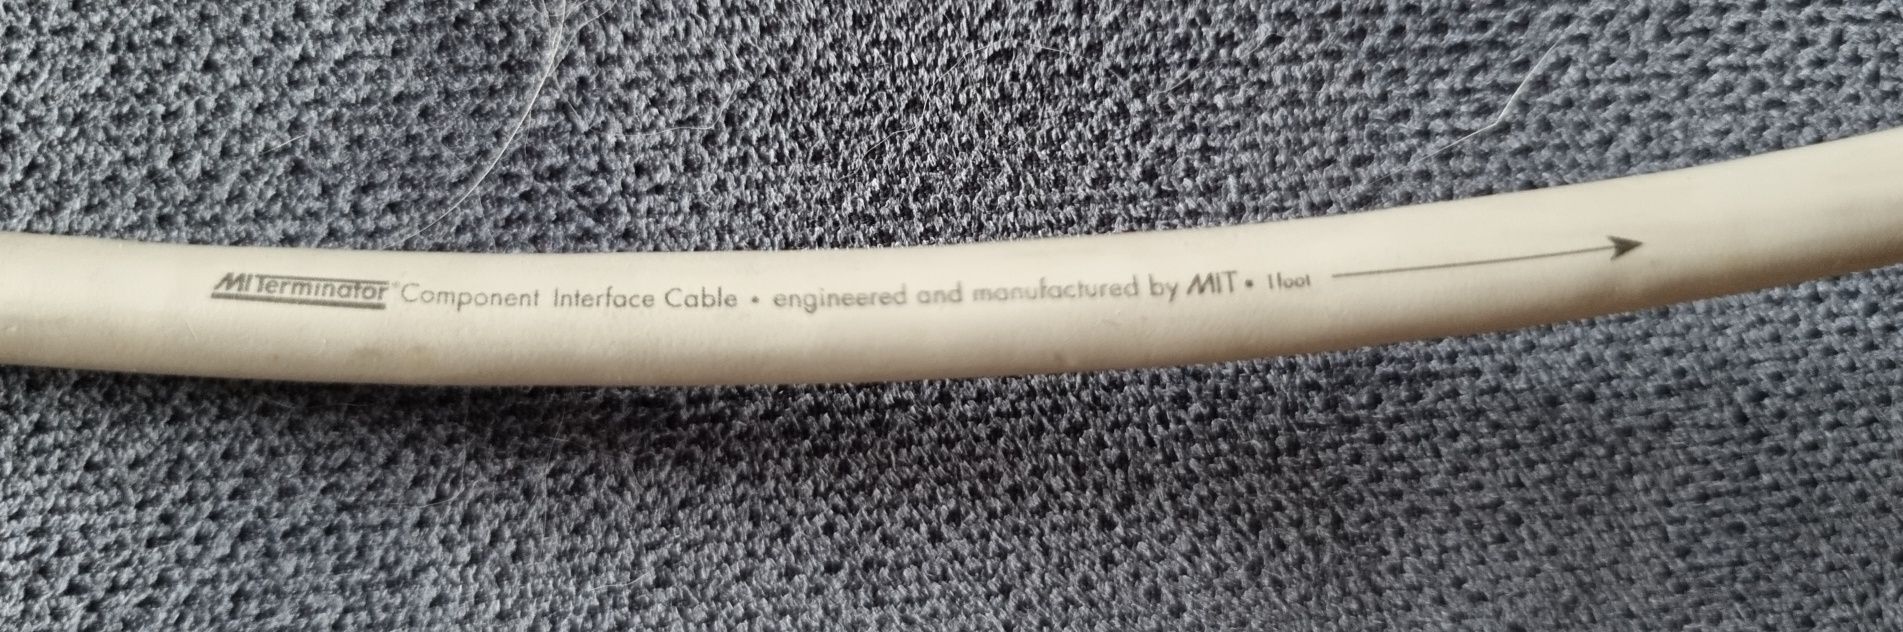 MITerminator® Component Interface Cable • engineered and manufactured by MIT • 1foot